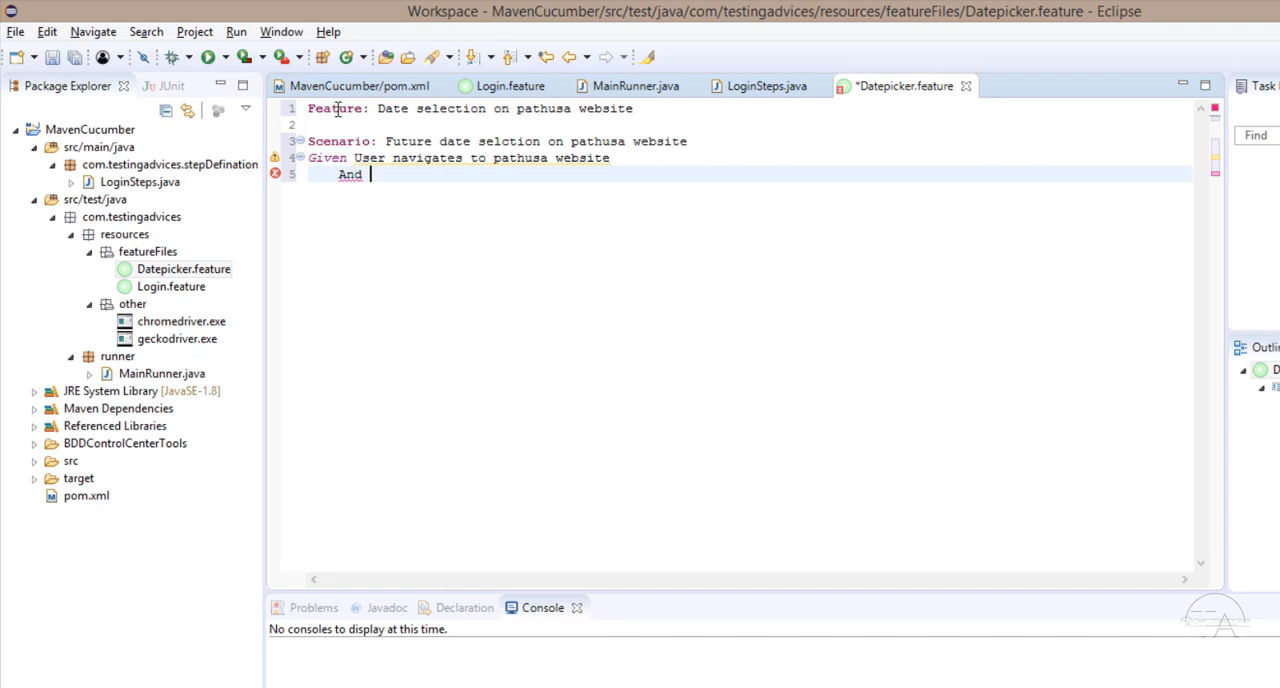 Workspace - MavenCucumber/src/test/java/com/testingadvices/resources/featureFiles/Datepicker.feature - Eclipse
File Edit Navigate Search Project Run Window Help
Package Explorer JUnit
MavenCucumber/pom.xml Login.feature MainRunner.java LoginSteps.java *Datepicker.feature
Task
Find
MavenCucumber
src/main/java
com.testingadvices.stepDefination
LoginSteps.java
src/test/java
com.testingadvices
resources
featureFiles
Datepicker.feature
Login.feature
other
chromedriver.exe
geckodriver.exe
runner
MainRunner.java
JRE System Library [JavaSE-1.8]
Maven Dependencies
Referenced Libraries
BDDControlCenterTools
src
target
pom.xml
1 Feature: Date selection on pathusa website
2
3 Scenario: Future date selction on pathusa website
4 Given User navigates to pathusa website
5 And
Outli
D
Problems Javadoc Declaration Console
No consoles to display at this time.